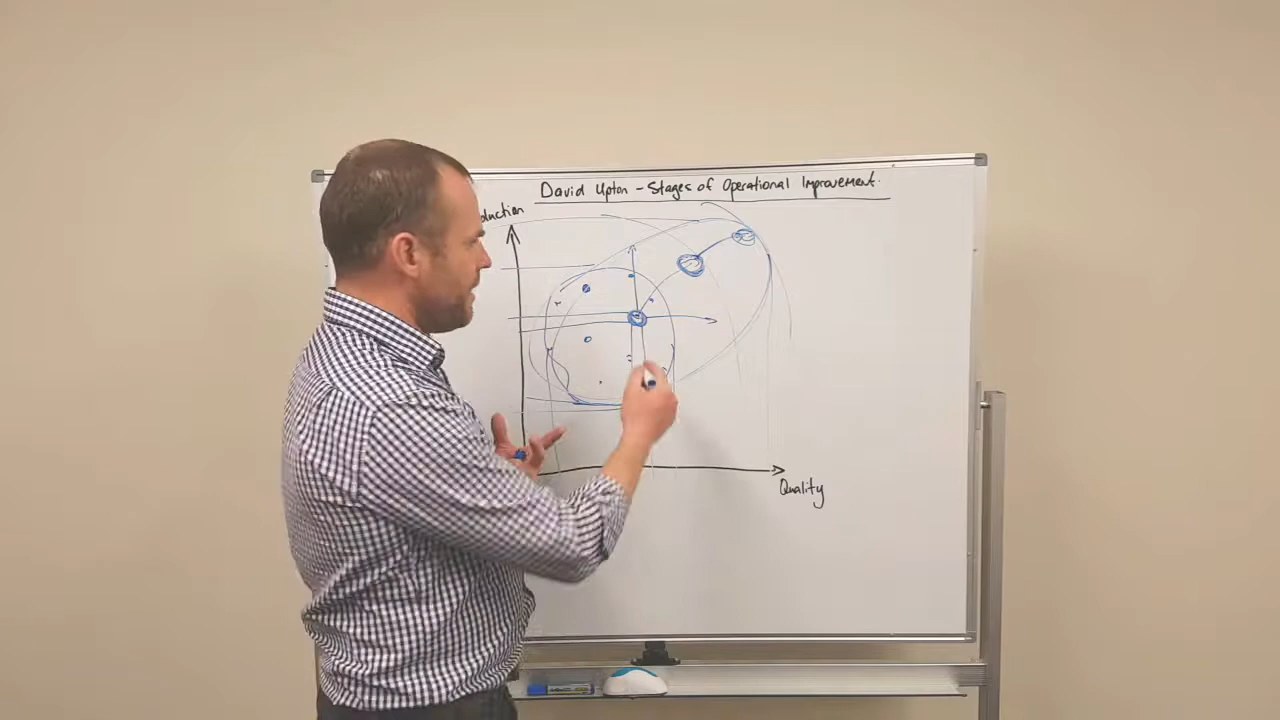 David Upton - Stages of Operational Improvement.
duction
Quality